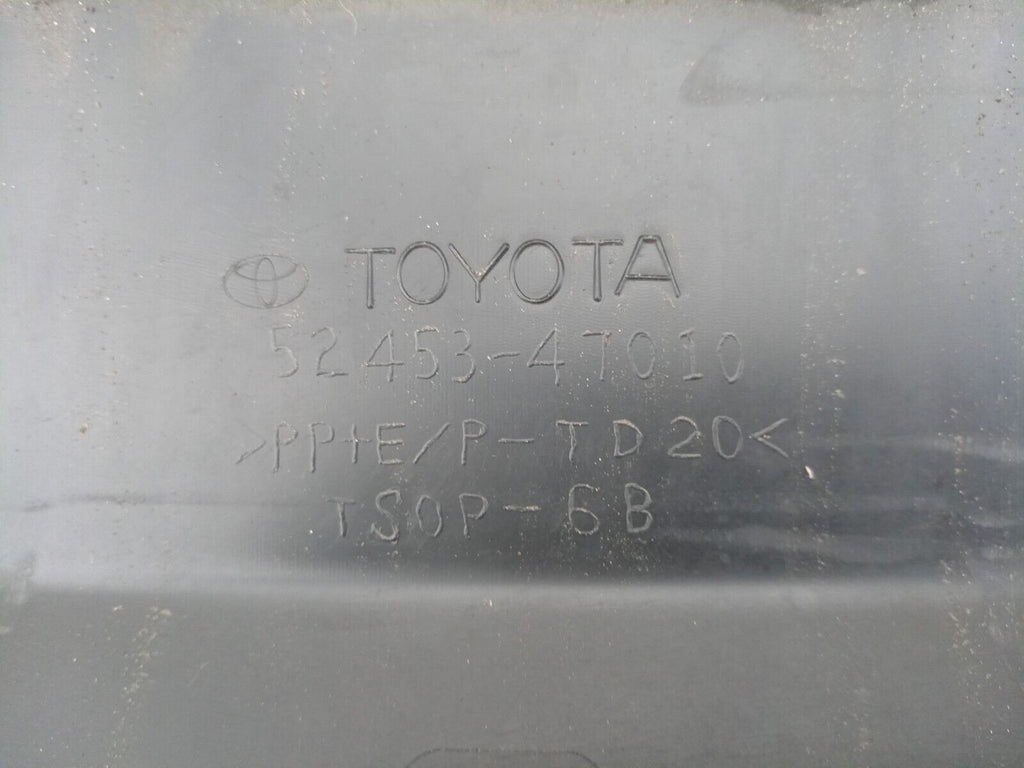 TOYOTA
52453-47010
>PP+E/P-TD20<
TSOP-6B